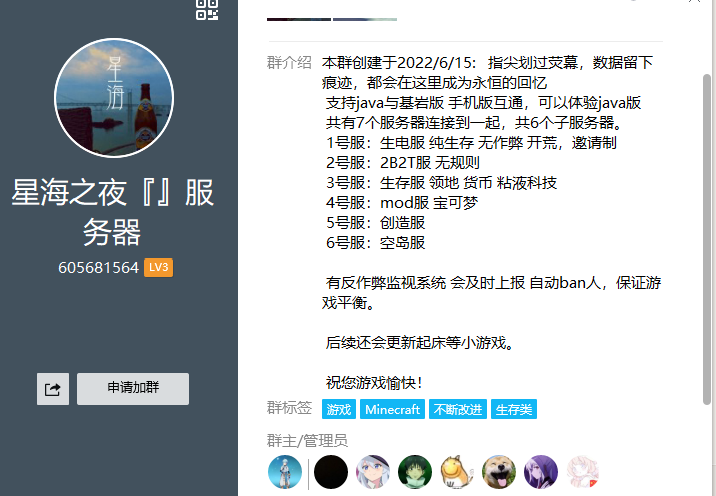 星海
星海之夜『』服
务器
605681564 LV3
申请加群
群介绍 本群创建于2022/6/15: 指尖划过荧幕，数据留下
痕迹，都会在这里成为永恒的回忆
支持java与基岩版 手机版互通，可以体验java版
共有7个服务器连接到一起，共6个子服务器。
1号服：生电服 纯生存 无作弊 开荒，邀请制
2号服：2B2T服 无规则
3号服：生存服 领地 货币 粘液科技
4号服：mod服 宝可梦
5号服：创造服
6号服：空岛服
有反作弊监视系统 会及时上报 自动ban人，保证游
戏平衡。
后续还会更新起床等小游戏。
祝您游戏愉快！
群标签 游戏 Minecraft 不断改进 生存类
群主/管理员